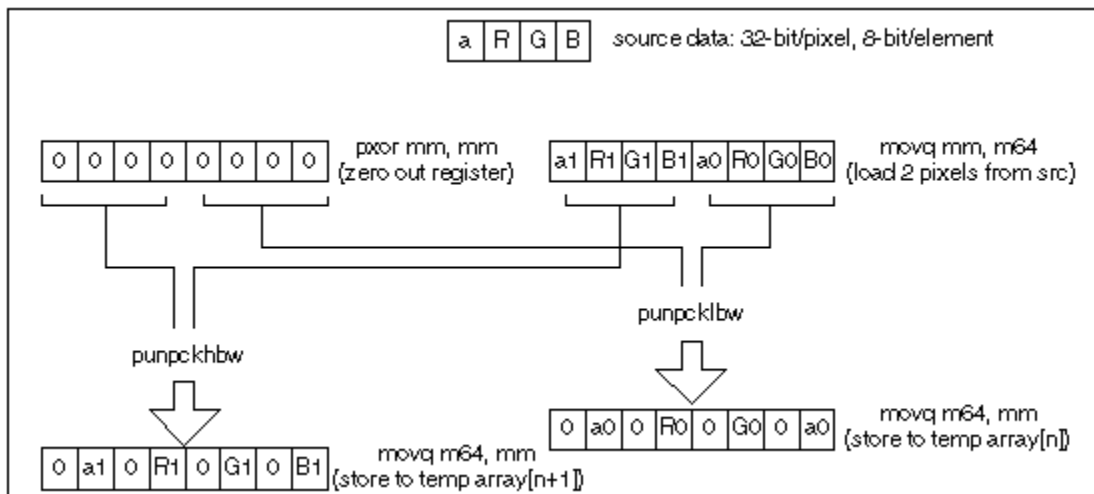 a R G B source data: 32-bit/pixel, 8-bit/element
0 0 0 0 0 0 0 0
pxor mm, mm
(zero out register)
a1 R1 G1 B1 a0 R0 G0 B0
movq mm, m64
(load 2 pixels from src)
punpckhbw
punpcklbw
0 a0 0 R0 0 G0 0 a0
movq m64, mm
(store to temp array[n])
0 a1 0 R1 0 G1 0 B1
movq m64, mm
(store to temp array[n+1])